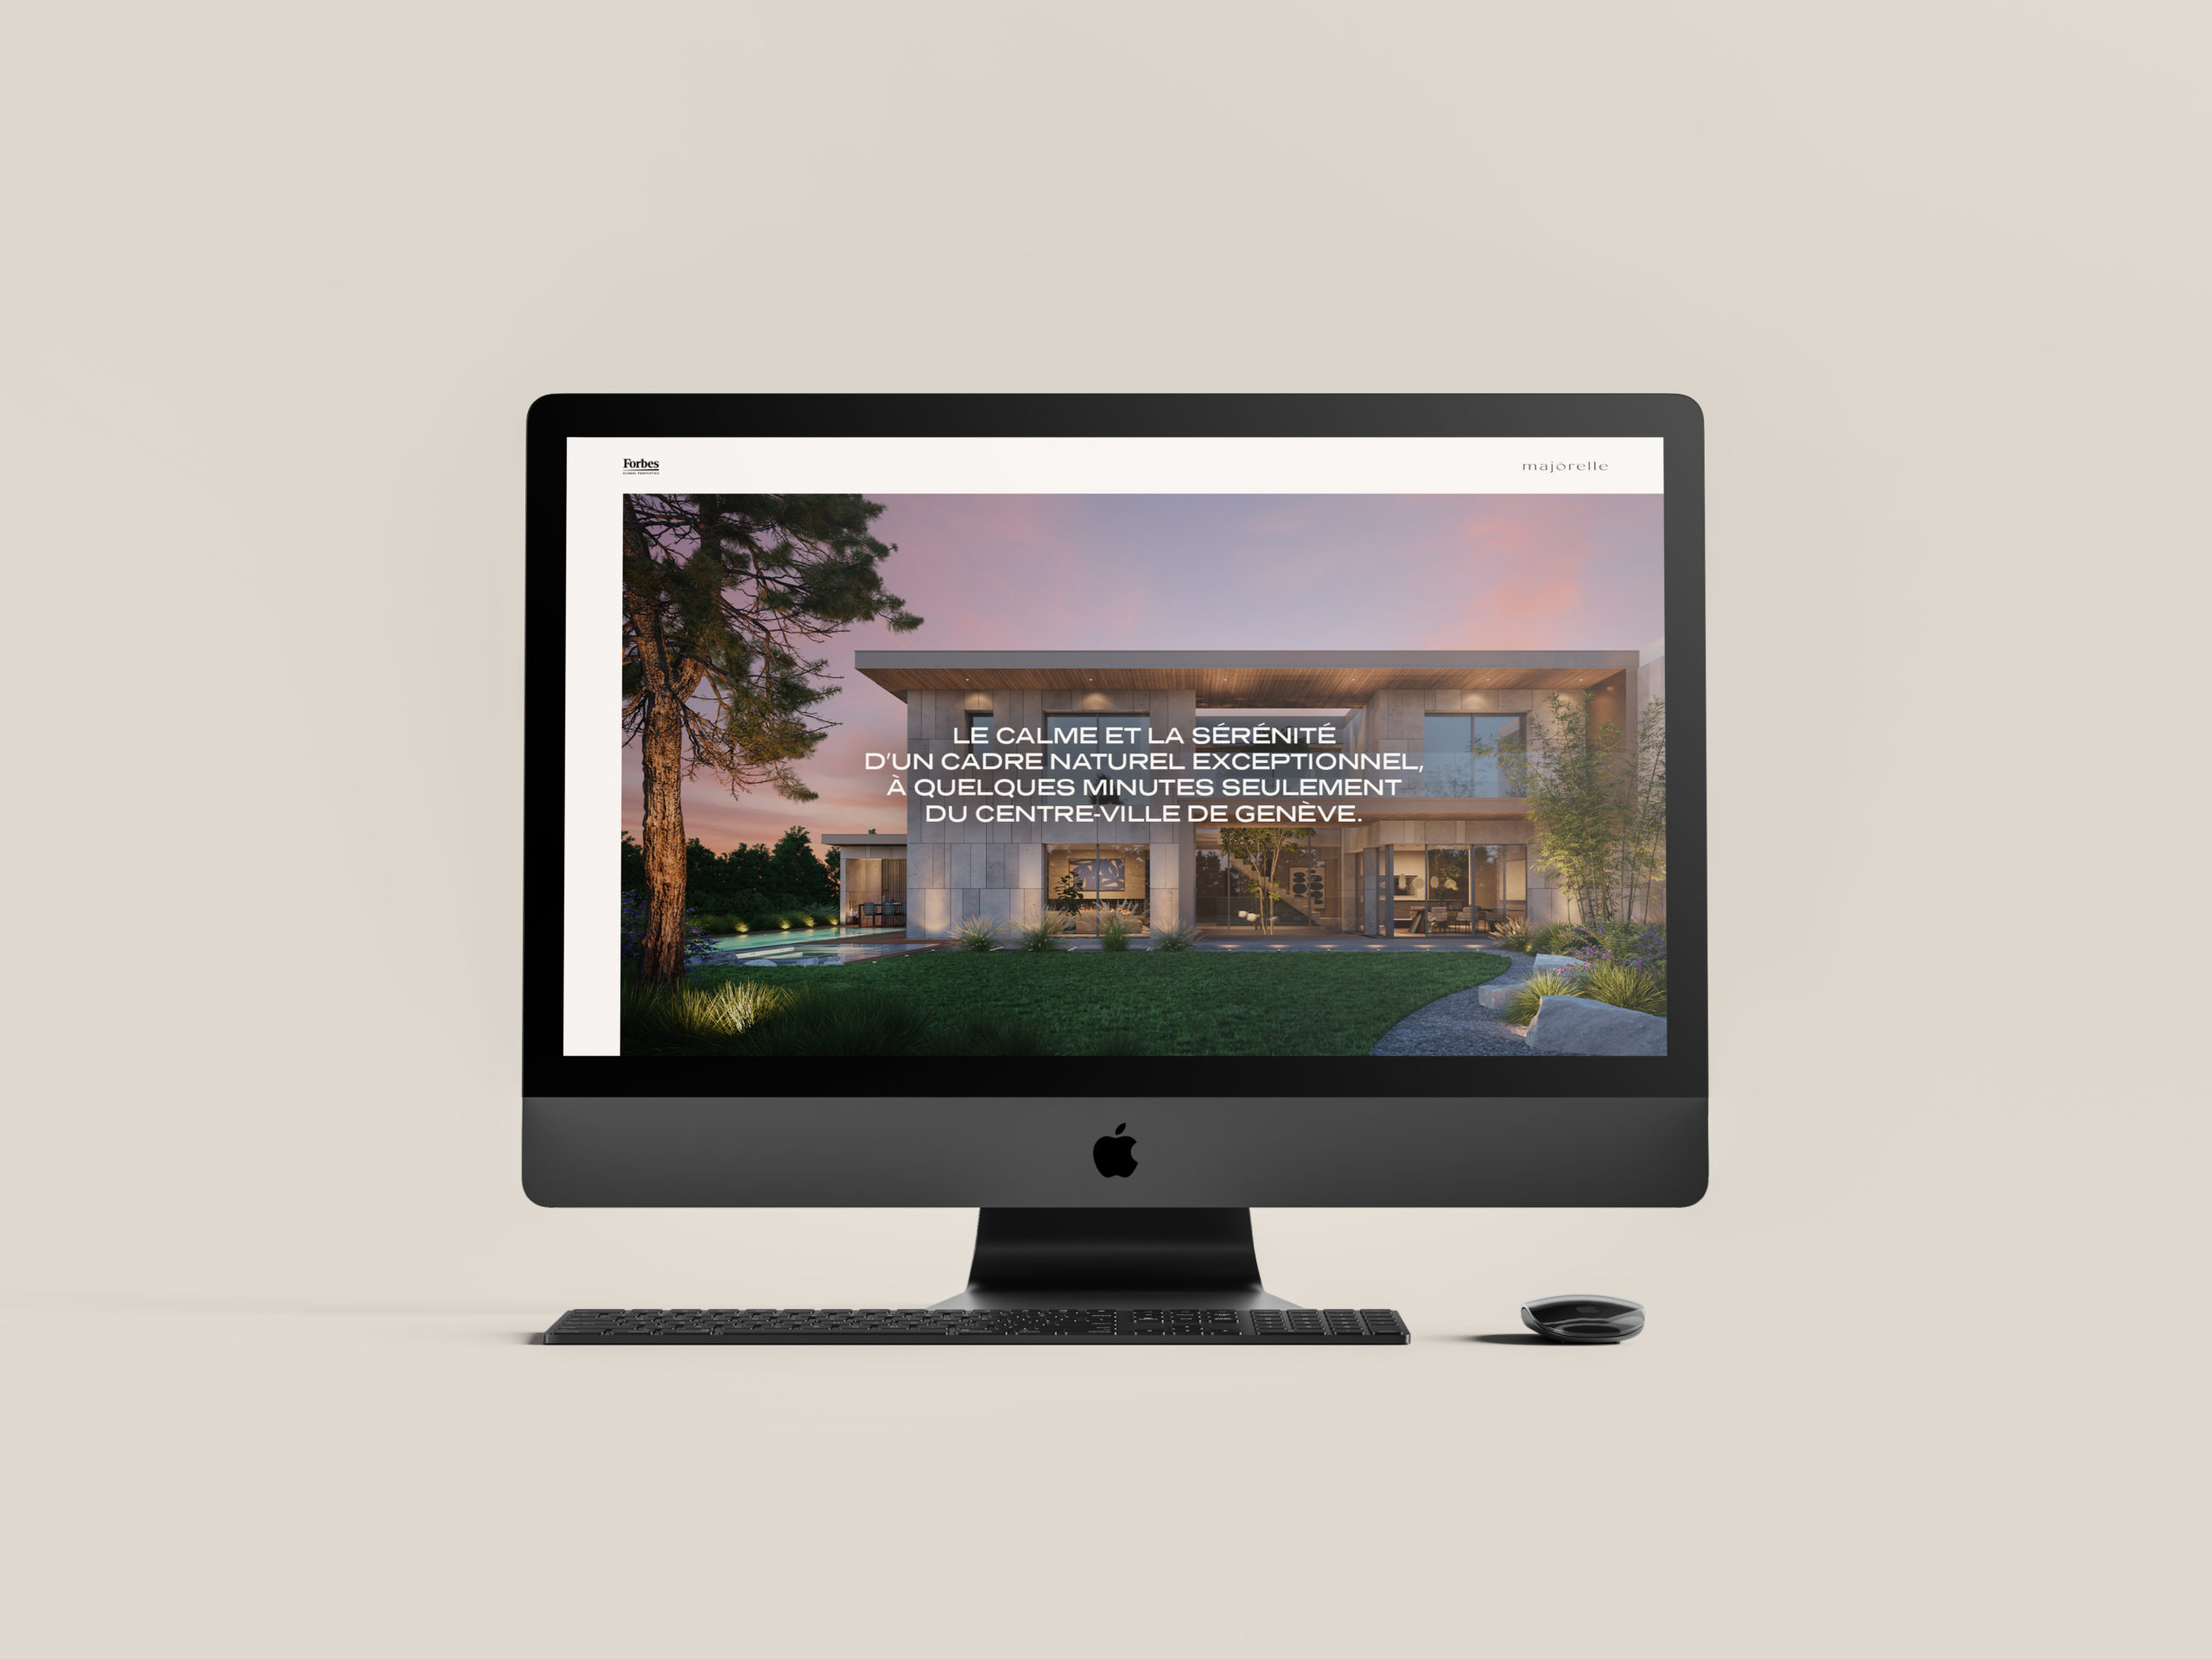 Forbes
GLOBAL PROPERTIES
majōrelle
LE CALME ET LA SÉRÉNITÉ
D'UN CADRE NATUREL EXCEPTIONNEL,
À QUELQUES MINUTES SEULEMENT
DU CENTRE-VILLE DE GENÈVE.